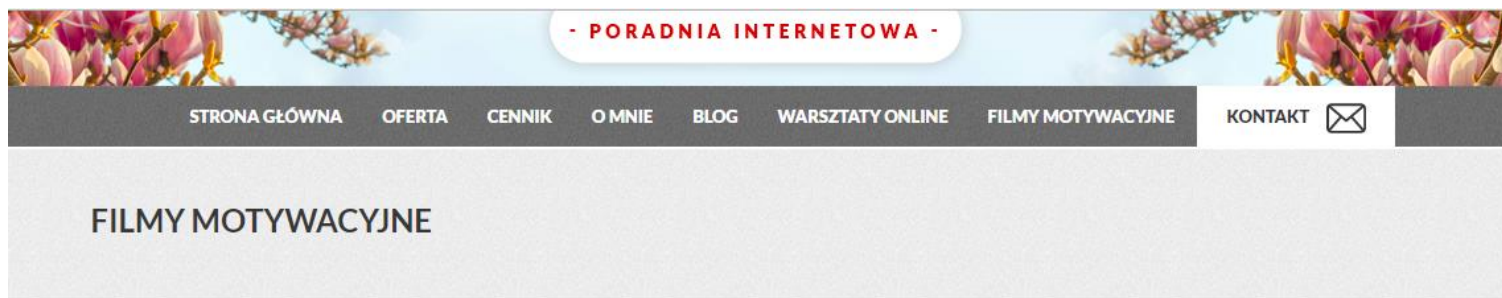 - PORADNIA INTERNETOWA -
STRONA GŁÓWNA OFERTA CENNIK O MNIE BLOG WARSZTATY ONLINE FILMY MOTYWACYJNE KONTAKT
FILMY MOTYWACYJNE